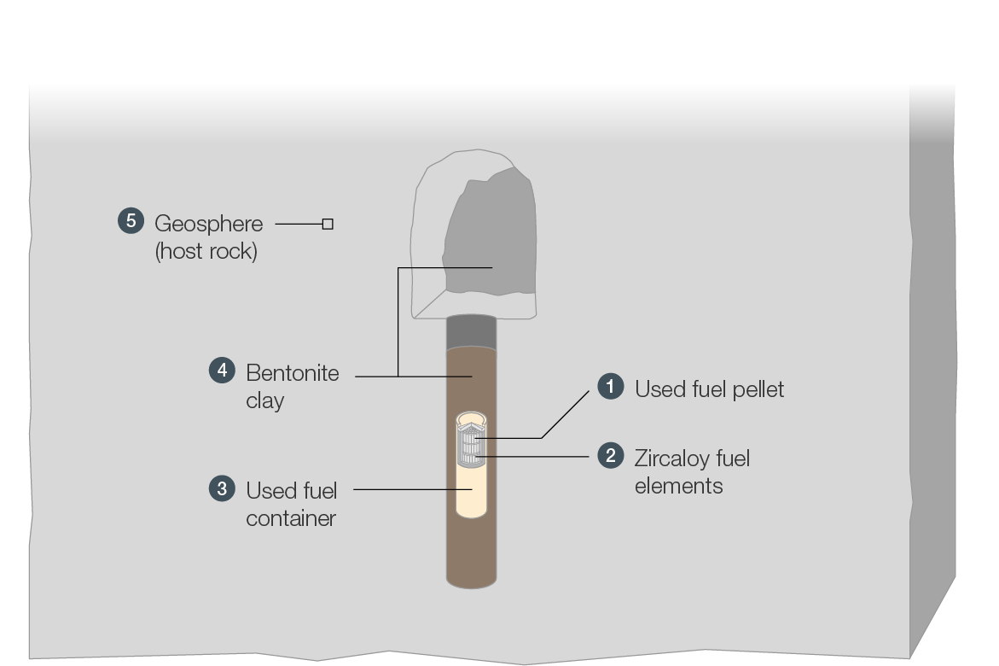 5 Geosphere
(host rock)
4 Bentonite
clay
1 Used fuel pellet
2 Zircaloy fuel
elements
3 Used fuel
container